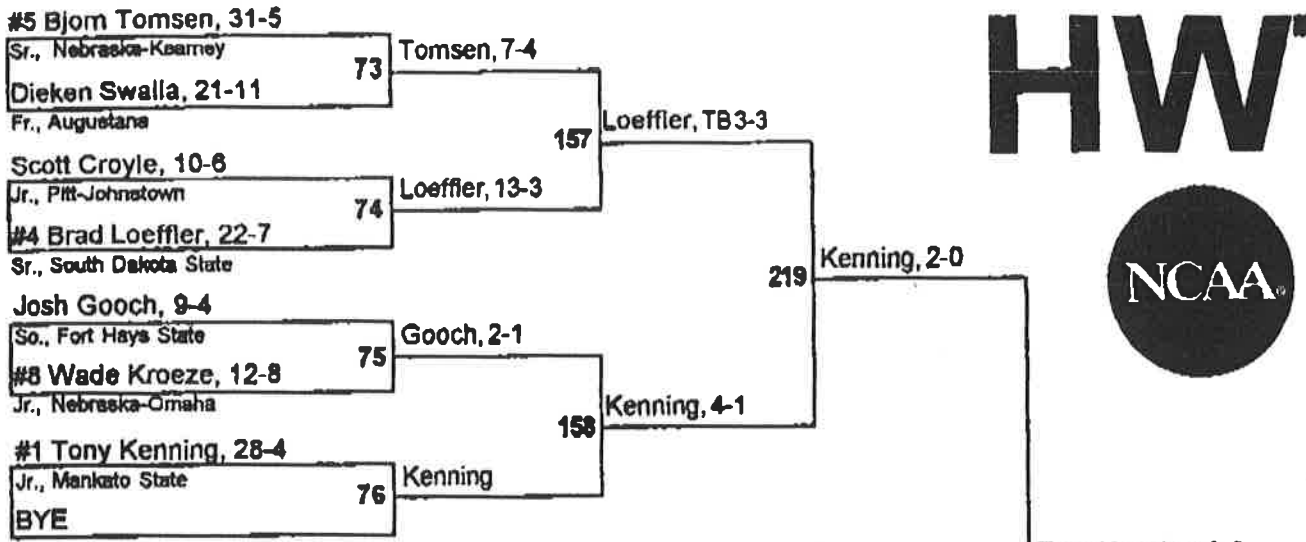 HWT
NCAA®
#5 Bjorn Tomsen, 31-5
Sr., Nebraska-Kearney
73
Tomsen, 7-4
Dieken Swalla, 21-11
Fr., Augustana
157
Loeffler, TB 3-3
Scott Croyle, 10-6
Jr., Pitt-Johnstown
74
Loeffler, 13-3
#4 Brad Loeffler, 22-7
Sr., South Dakota State
219
Kenning, 2-0
Josh Gooch, 9-4
So., Fort Hays State
75
Gooch, 2-1
#8 Wade Kroeze, 12-8
Jr., Nebraska-Omaha
158
Kenning, 4-1
#1 Tony Kenning, 28-4
Jr., Mankato State
76
Kenning
BYE